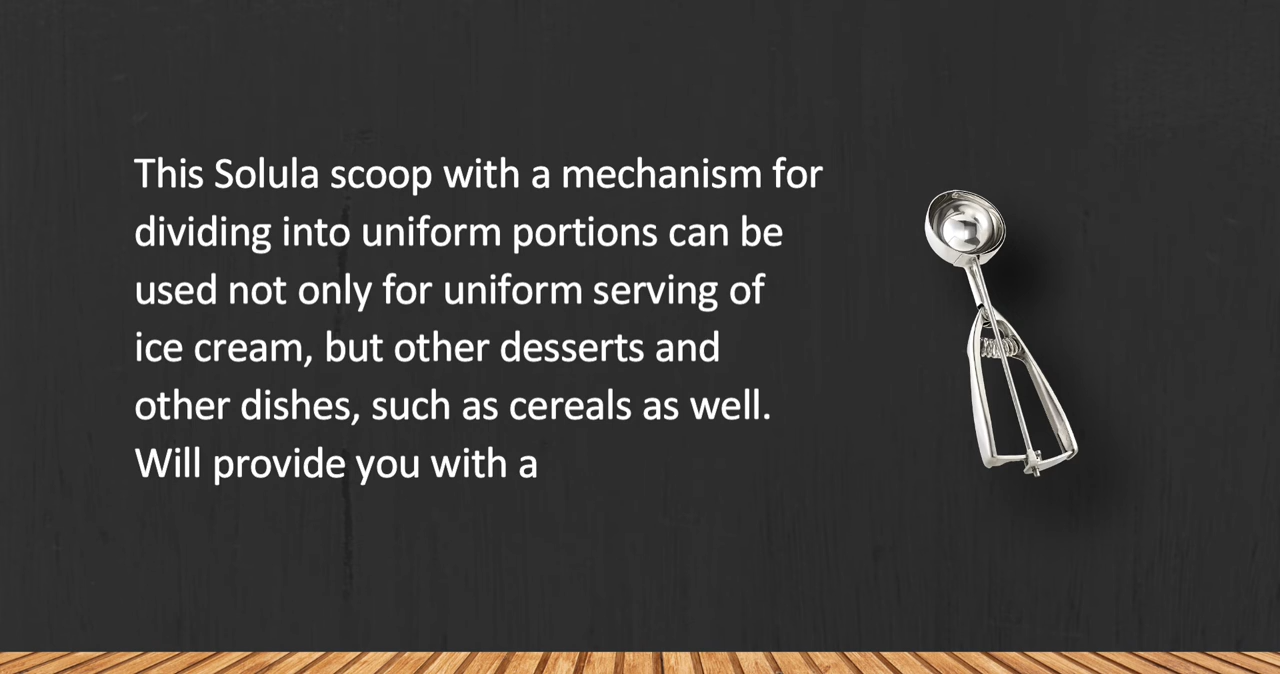 This Solula scoop with a mechanism for
dividing into uniform portions can be
used not only for uniform serving of
ice cream, but other desserts and
other dishes, such as cereals as well.
Will provide you with a